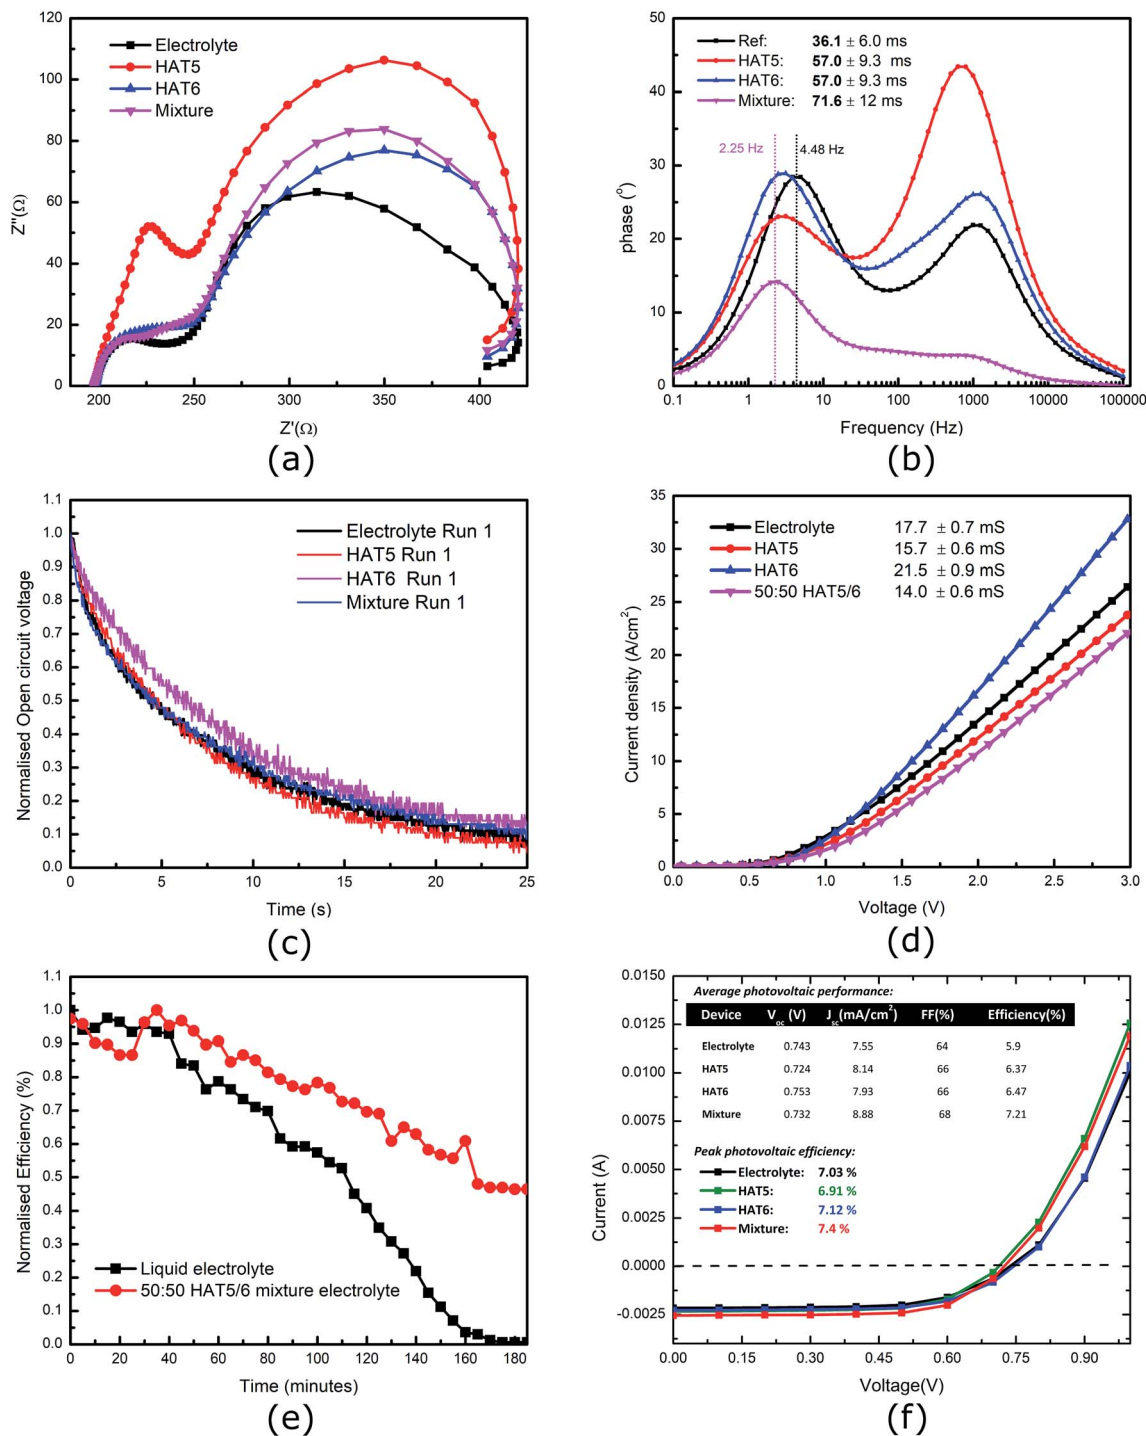 120
100
80
60
40
20
0
Z''(Ω)
Electrolyte
HAT5
HAT6
Mixture
200 250 300 350 400
Z'(Ω)
(a)
50
40
30
20
10
0
phase (°)
Ref: 36.1 ± 6.0 ms
HAT5: 57.0 ± 9.3 ms
HAT6: 57.0 ± 9.3 ms
Mixture: 71.6 ± 12 ms
2.25 Hz
4.48 Hz
0.1 1 10 100 1000 10000 100000
Frequency (Hz)
(b)
1.1
1.0
0.9
0.8
0.7
0.6
0.5
0.4
0.3
0.2
0.1
0.0
Normalised Open circuit voltage
Electrolyte Run 1
HAT5 Run 1
HAT6 Run 1
Mixture Run 1
0 5 10 15 20 25
Time (s)
(c)
35
30
25
20
15
10
5
0
Current density (A/cm²)
Electrolyte 17.7 ± 0.7 mS
HAT5 15.7 ± 0.6 mS
HAT6 21.5 ± 0.9 mS
50:50 HAT5/6 14.0 ± 0.6 mS
0.0 0.5 1.0 1.5 2.0 2.5 3.0
Voltage (V)
(d)
1.1
1.0
0.9
0.8
0.7
0.6
0.5
0.4
0.3
0.2
0.1
0.0
Normalised Efficiency (%)
Liquid electrolyte
50:50 HAT5/6 mixture electrolyte
0 20 40 60 80 100 120 140 160 180
Time (minutes)
(e)
0.0150
0.0125
0.0100
0.0075
0.0050
0.0025
0.0000
-0.0025
Current (A)
Average photovoltaic performance:
Device Voc (V) Jsc(mA/cm²) FF(%) Efficiency(%)
Electrolyte 0.743 7.55 64 5.9
HAT5 0.724 8.14 66 6.37
HAT6 0.753 7.93 66 6.47
Mixture 0.732 8.88 68 7.21
Peak photovoltaic efficiency:
Electrolyte: 7.03 %
HAT5: 6.91 %
HAT6: 7.12 %
Mixture: 7.4 %
0.00 0.15 0.30 0.45 0.60 0.75 0.90
Voltage(V)
(f)